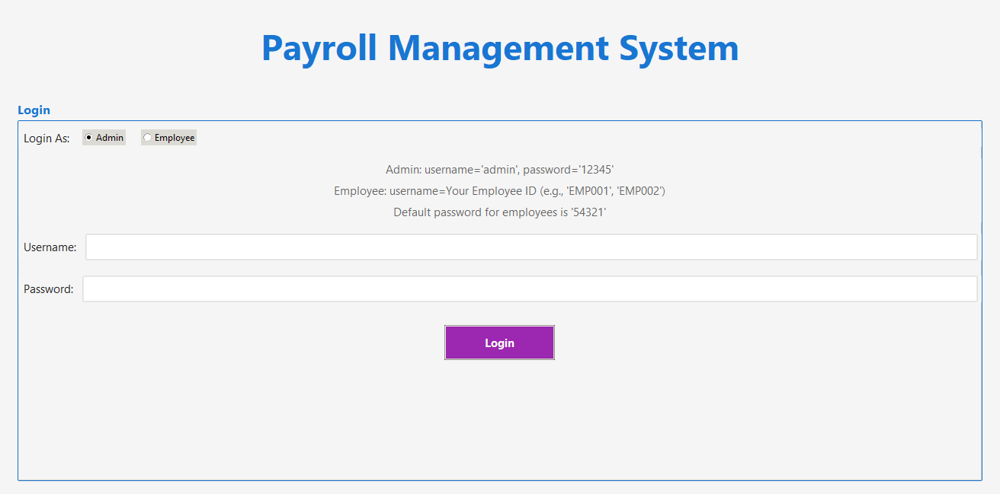 Payroll Management System
Login
Login As: Admin Employee
Admin: username='admin', password='12345'
Employee: username=Your Employee ID (e.g., 'EMP001', 'EMP002')
Default password for employees is '54321'
Username:
Password:
Login